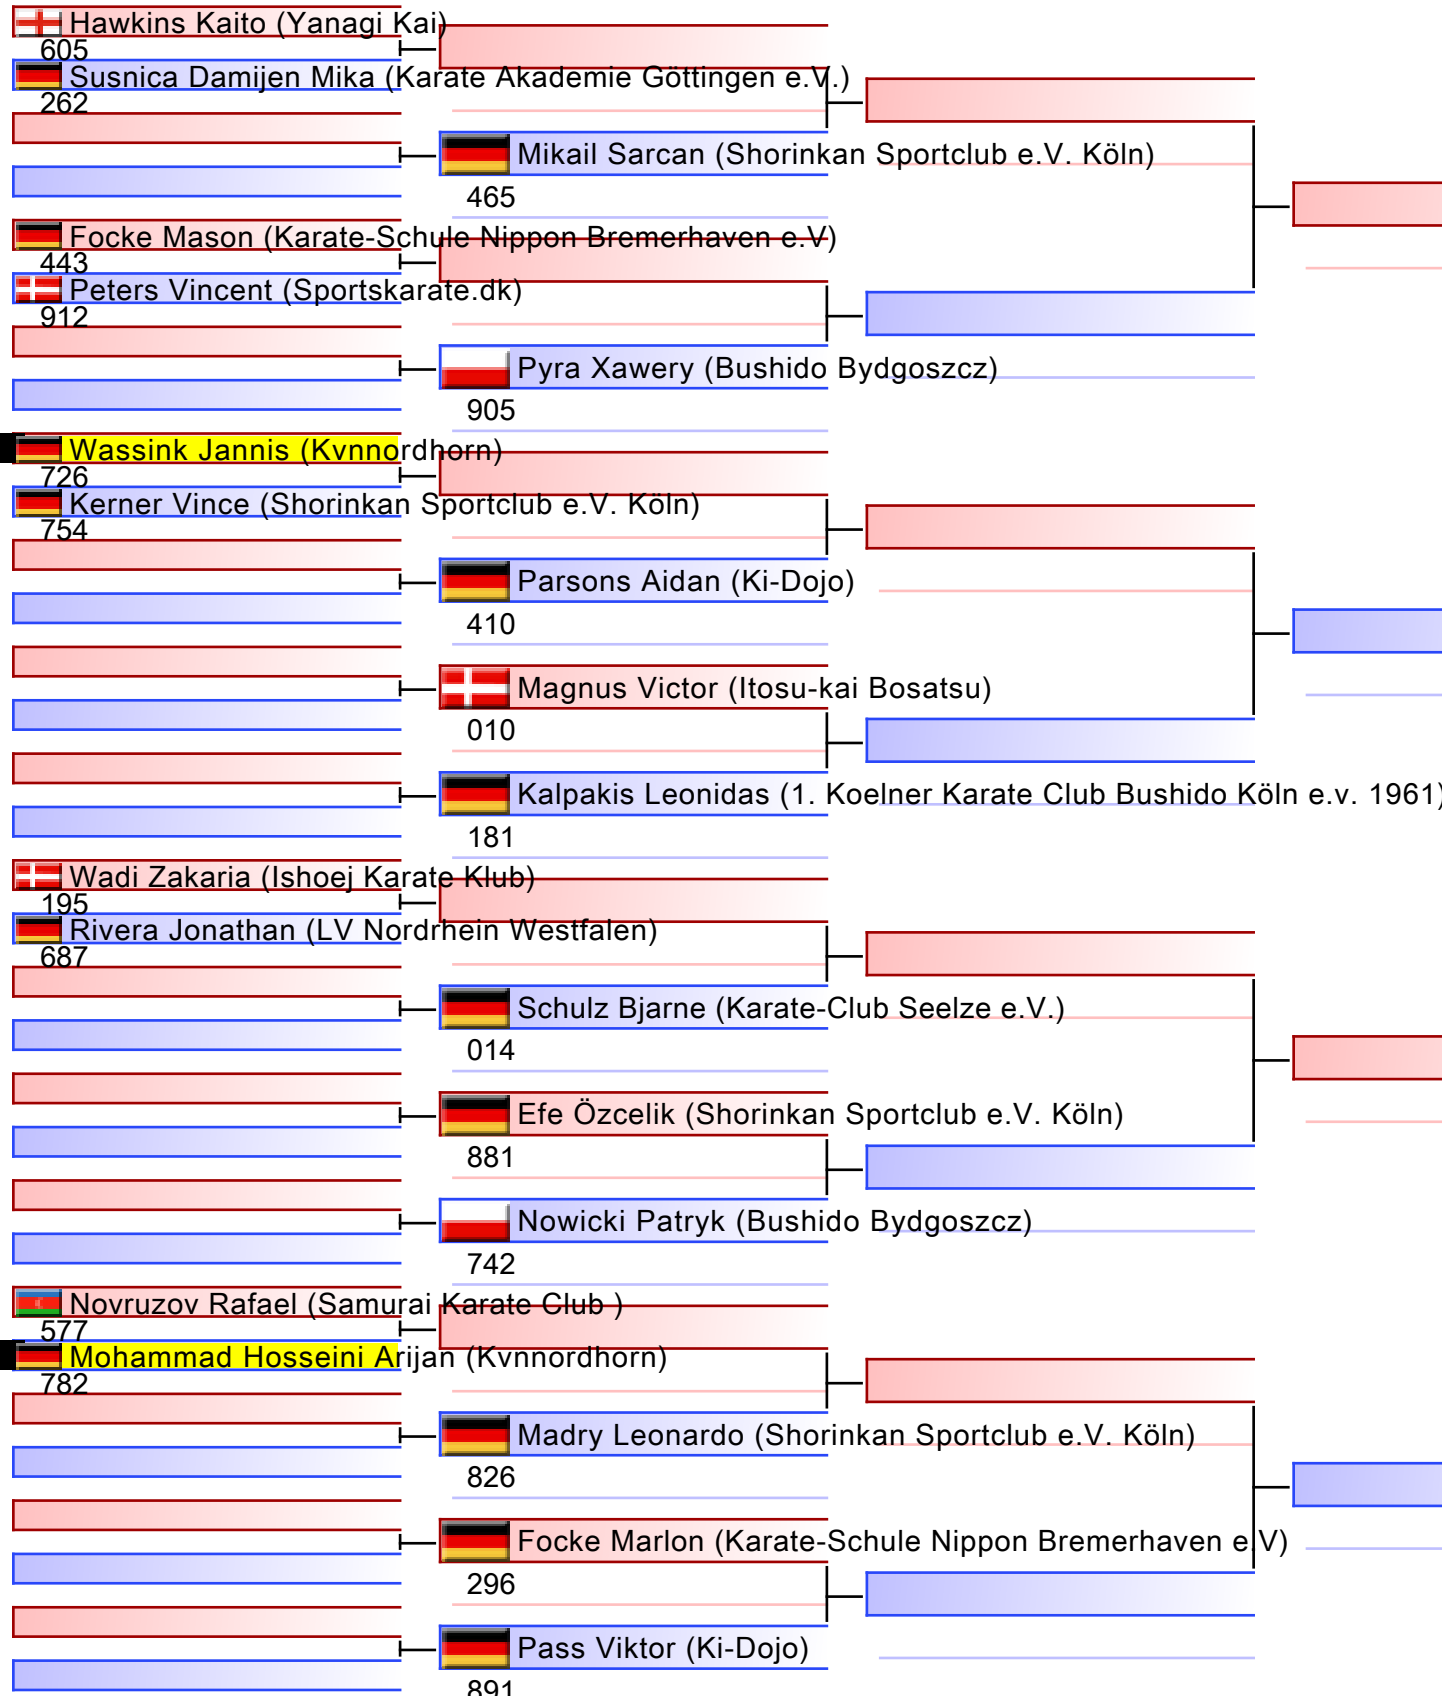 Hawkins Kaito (Yanagi Kai)
605
Susnica Damijen Mika (Karate Akademie Göttingen e.V.)
262
Mikail Sarcan (Shorinkan Sportclub e.V. Köln)
465
Focke Mason (Karate-Schule Nippon Bremerhaven e.V)
443
Peters Vincent (Sportskarate.dk)
912
Pyra Xawery (Bushido Bydgoszcz)
905
Wassink Jannis (Kvnnordhorn)
726
Kerner Vince (Shorinkan Sportclub e.V. Köln)
754
Parsons Aidan (Ki-Dojo)
410
Magnus Victor (Itosu-kai Bosatsu)
010
Kalpakis Leonidas (1. Koelner Karate Club Bushido Köln e.v. 1961)
181
Wadi Zakaria (Ishoej Karate Klub)
195
Rivera Jonathan (LV Nordrhein Westfalen)
687
Schulz Bjarne (Karate-Club Seelze e.V.)
014
Efe Özcelik (Shorinkan Sportclub e.V. Köln)
881
Nowicki Patryk (Bushido Bydgoszcz)
742
Novruzov Rafael (Samurai Karate Club )
577
Mohammad Hosseini Arijan (Kvnnordhorn)
782
Madry Leonardo (Shorinkan Sportclub e.V. Köln)
826
Focke Marlon (Karate-Schule Nippon Bremerhaven e.V)
296
Pass Viktor (Ki-Dojo)
891